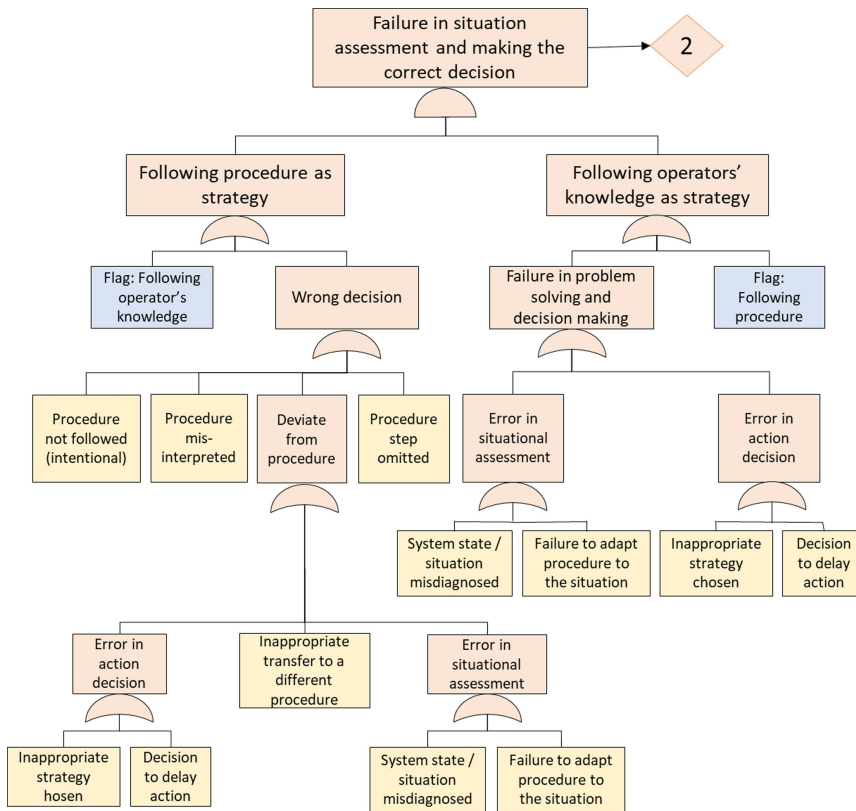 Failure in situation
assessment and making the
correct decision
2
Following procedure as
strategy
Following operators'
knowledge as strategy
Flag: Following
operator's
knowledge
Wrong decision
Failure in problem
solving and
decision making
Flag:
Following
procedure
Procedure
not followed
(intentional)
Procedure
mis-
interpreted
Deviate
from
procedure
Procedure
step
omitted
Error in
situational
assessment
Error in
action
decision
System state /
situation
misdiagnosed
Failure to adapt
procedure to
the situation
Inappropriate
strategy
chosen
Decision
to delay
action
Error in
action
decision
Inappropriate
transfer to a
different
procedure
Error in
situational
assessment
Inappropriate
strategy
hosen
Decision
to delay
action
System state /
situation
misdiagnosed
Failure to adapt
procedure to
the situation